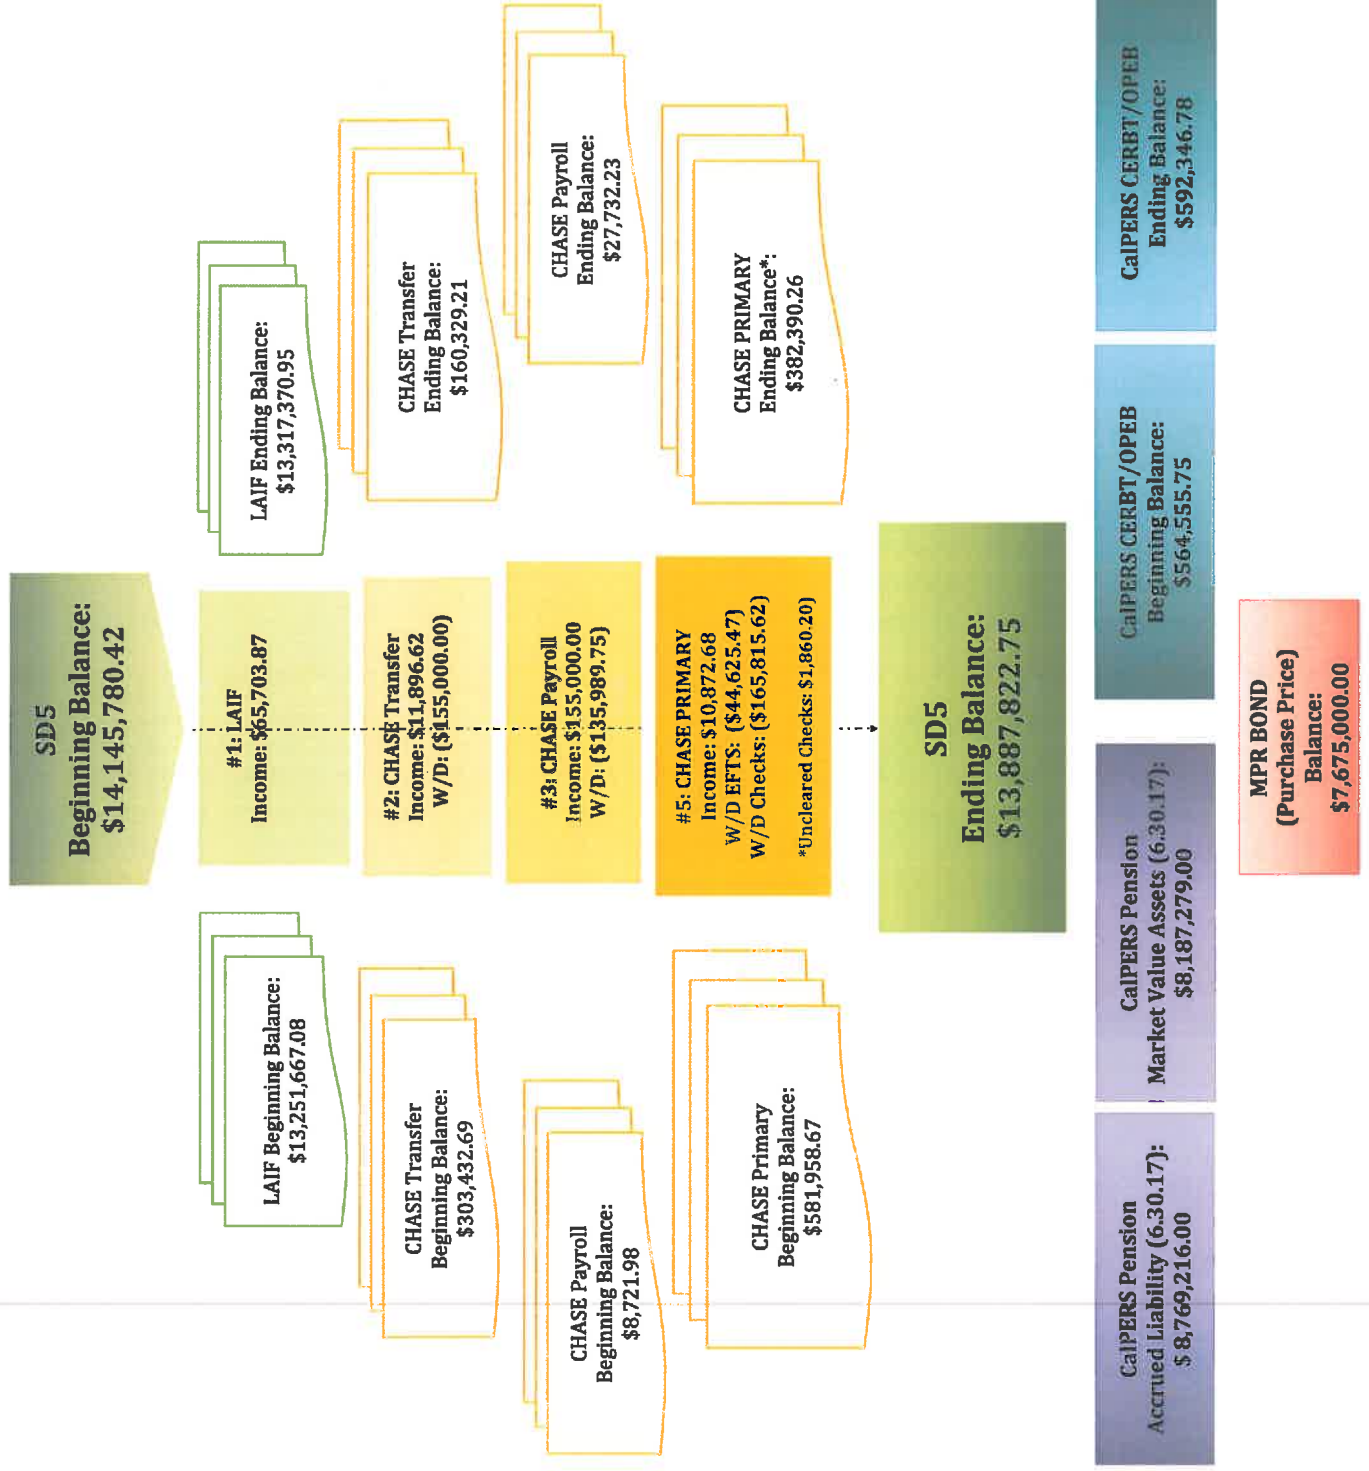 SD5
Beginning Balance:
$14,145,780.42
LAIF Beginning Balance:
$13,251,667.08
#1: LAIF
Income: $65,703.87
LAIF Ending Balance:
$13,317,370.95
CHASE Transfer
Beginning Balance:
$303,432.69
#2: CHASE Transfer
Income: $11,896.62
W/D: ($155,000.00)
CHASE Transfer
Ending Balance:
$160,329.21
CHASE Payroll
Beginning Balance:
$8,721.98
#3: CHASE Payroll
Income: $155,000.00
W/D: ($135,989.75)
CHASE Payroll
Ending Balance:
$27,732.23
CHASE Primary
Beginning Balance:
$581,958.67
#5: CHASE PRIMARY
Income: $10,872.68
W/D EFTS: ($44,625.47)
W/D Checks: ($165,815.62)
*Uncleared Checks: $1,860.20)
CHASE PRIMARY
Ending Balance*:
$382,390.26
SD5
Ending Balance:
$13,887,822.75
CalPERS Pension
Accrued Liability (6.30.17):
$ 8,769,216.00
CalPERS Pension
Market Value Assets (6.30.17):
$8,187,279.00
CalPERS CERBT/OPEB
Beginning Balance:
$564,555.75
CalPERS CERBT/OPEB
Ending Balance:
$592,346.78
MPR BOND
(Purchase Price)
Balance:
$7,675,000.00